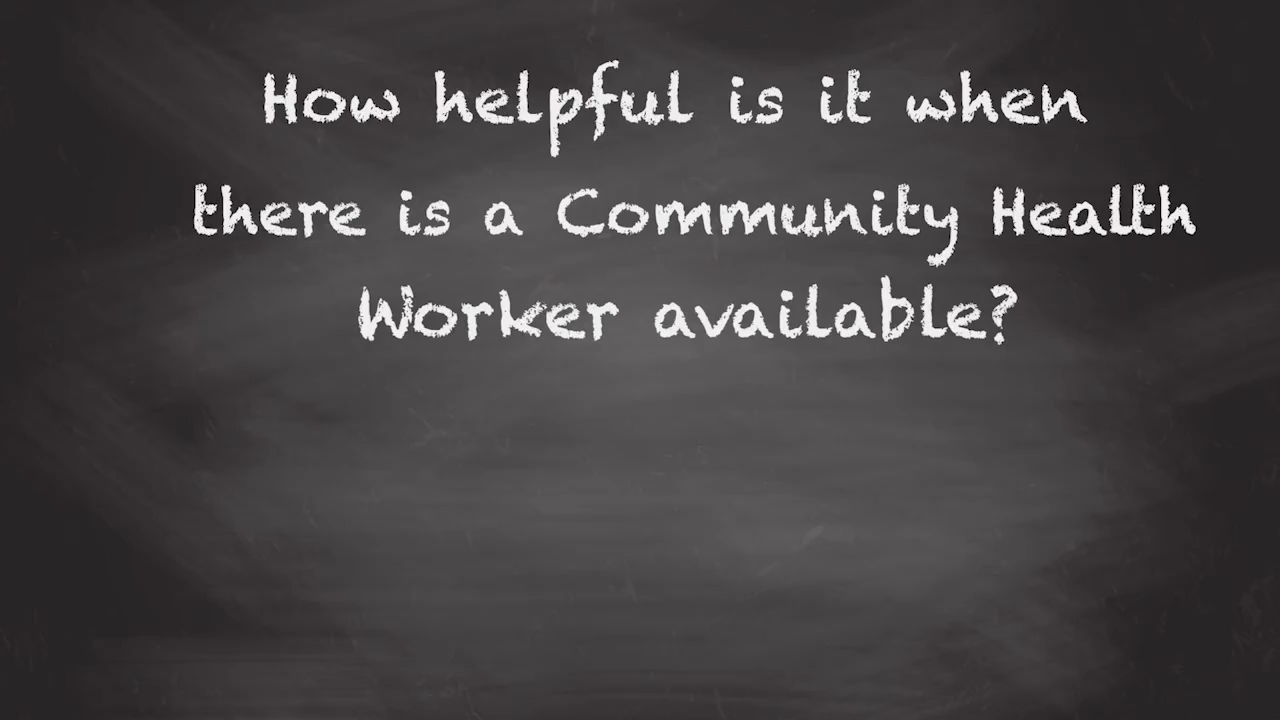 How helpful is it when
there is a Community Health
Worker available?